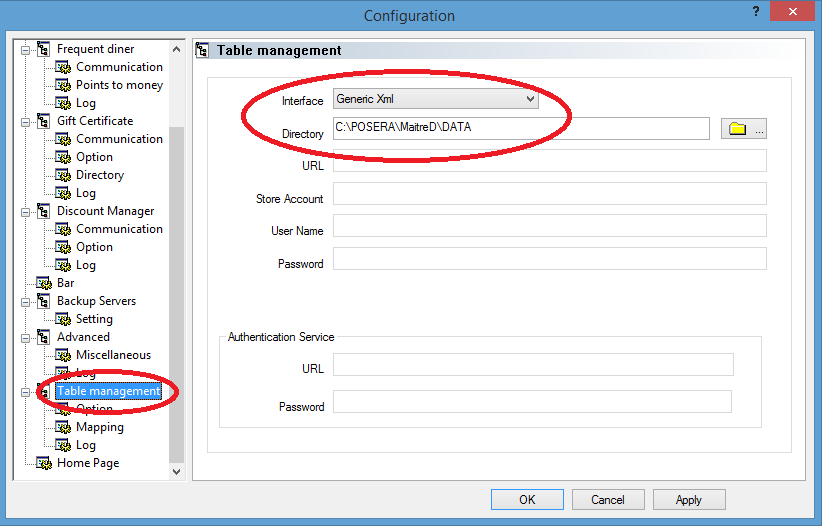 Configuration
?
×
Frequent diner
Communication
Points to money
Log
Gift Certificate
Communication
Option
Directory
Log
Discount Manager
Communication
Option
Log
Bar
Backup Servers
Setting
Advanced
Miscellaneous
Log
Table management
Option
Mapping
Log
Home Page
Table management
Interface Generic Xml
Directory C:\POSERA\MaitreD\DATA ...
URL
Store Account
User Name
Password
Authentication Service
URL
Password
OK Cancel Apply